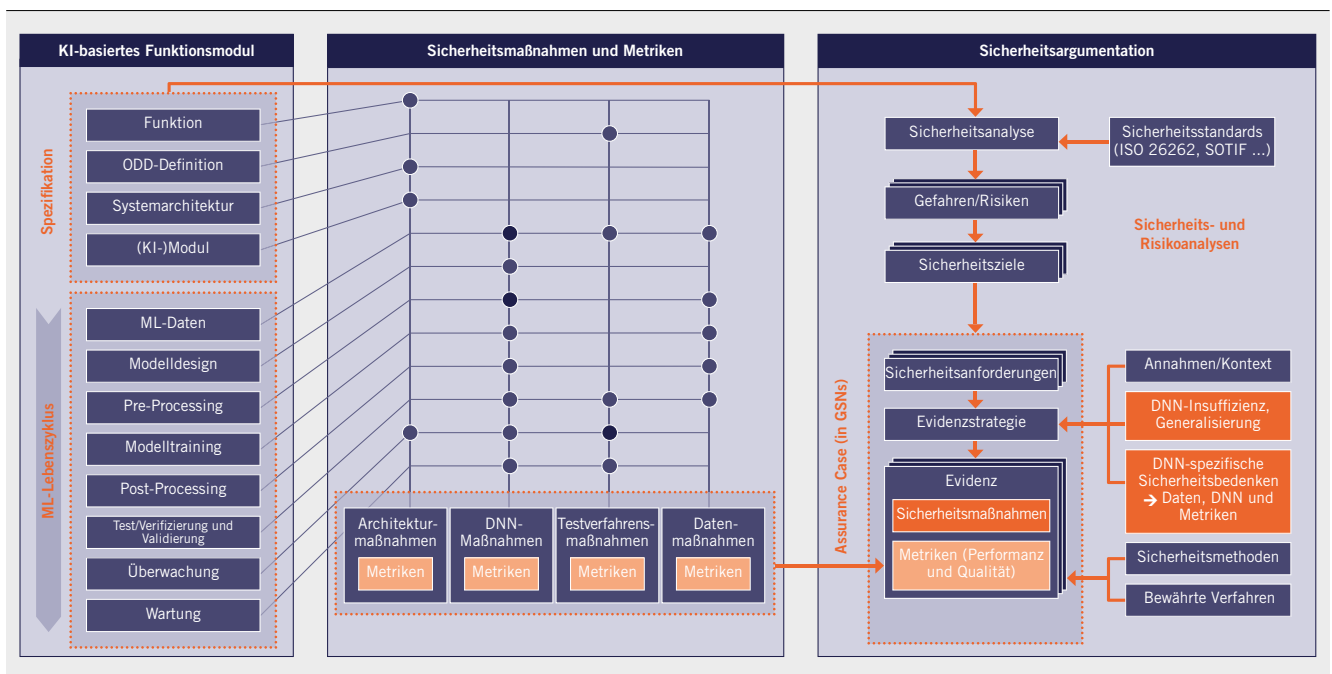 KI-basiertes Funktionsmodul
Spezifikation
Funktion
ODD-Definition
Systemarchitektur
(KI-)Modul
ML-Lebenszyklus
ML-Daten
Modelldesign
Pre-Processing
Modelltraining
Post-Processing
Test/Verifizierung und
Validierung
Überwachung
Wartung
Sicherheitsmaßnahmen und Metriken
Architektur-
maßnahmen
Metriken
DNN-
Maßnahmen
Metriken
Testverfahrens-
maßnahmen
Metriken
Daten-
maßnahmen
Metriken
Sicherheitsargumentation
Sicherheitsanalyse
Sicherheitsstandards
(ISO 26262, SOTIF ...)
Gefahren/Risiken
Sicherheits- und
Risikoanalysen
Sicherheitsziele
Assurance Case (in GSNs)
Sicherheitsanforderungen
Evidenzstrategie
Evidenz
Sicherheitsmaßnahmen
Metriken (Performanz
und Qualität)
Annahmen/Kontext
DNN-Insuffizienz,
Generalisierung
DNN-spezifische
Sicherheitsbedenken
→ Daten, DNN und
Metriken
Sicherheitsmethoden
Bewährte Verfahren